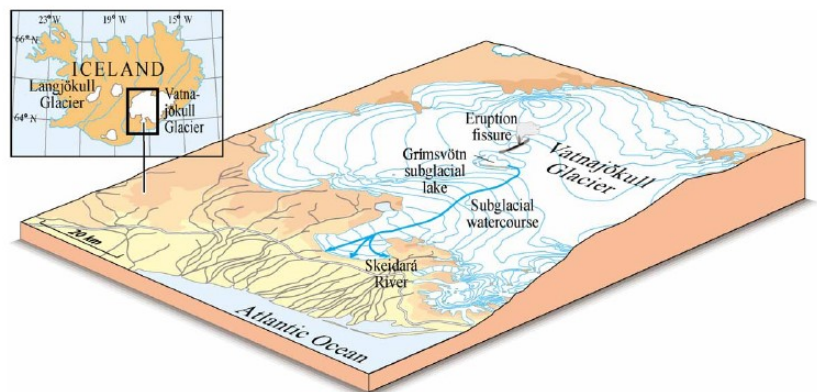 23°W
19°W
15°W
66°N
ICELAND
Langjökull
Glacier
Vatna-
jökull
Glacier
64°N
Eruption
fissure
Grímsvötn
subglacial
lake
Vatnajökull
Glacier
Subglacial
watercourse
20 km
Skeidará
River
Atlantic Ocean